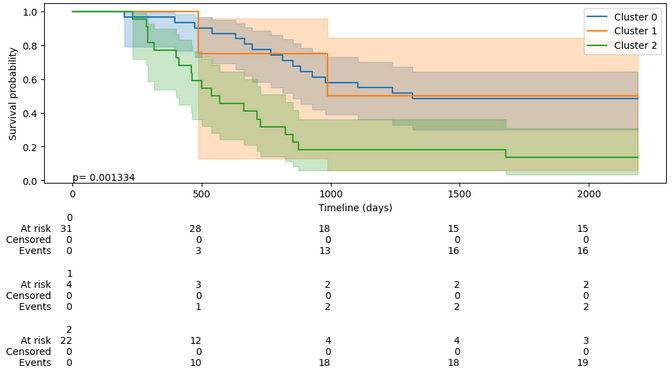 1.0
Cluster 0
Cluster 1
Cluster 2
0.8
0.6
0.4
0.2
0.0
Survival probability
p= 0.001334
0 500 1000 1500 2000
Timeline (days)
0
At risk 31 28 18 15 15
Censored 0 0 0 0 0
Events 0 3 13 16 16
1
At risk 4 3 2 2 2
Censored 0 0 0 0 0
Events 0 1 2 2 2
2
At risk 22 12 4 4 3
Censored 0 0 0 0 0
Events 0 10 18 18 19